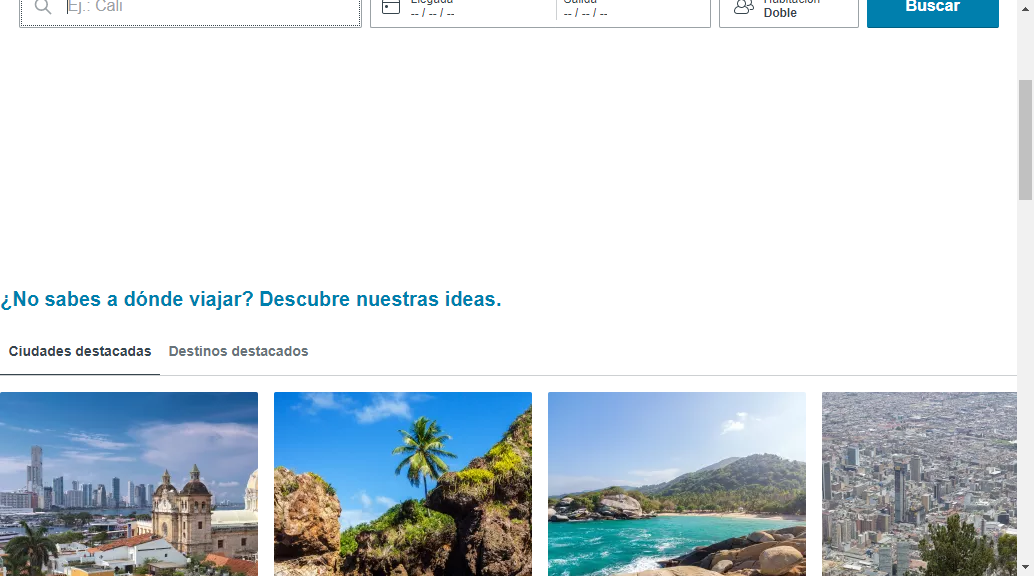 Ej.: Cali
Llegada
-- / -- / --
Salida
-- / -- / --
Habitación
Doble
Buscar
¿No sabes a dónde viajar? Descubre nuestras ideas.
Ciudades destacadas
Destinos destacados